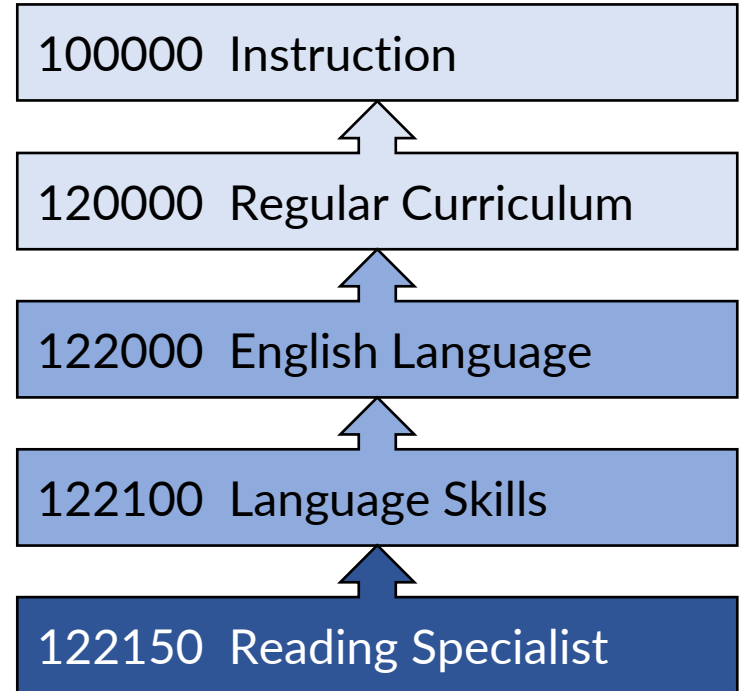 100000 Instruction
120000 Regular Curriculum
122000 English Language
122100 Language Skills
122150 Reading Specialist